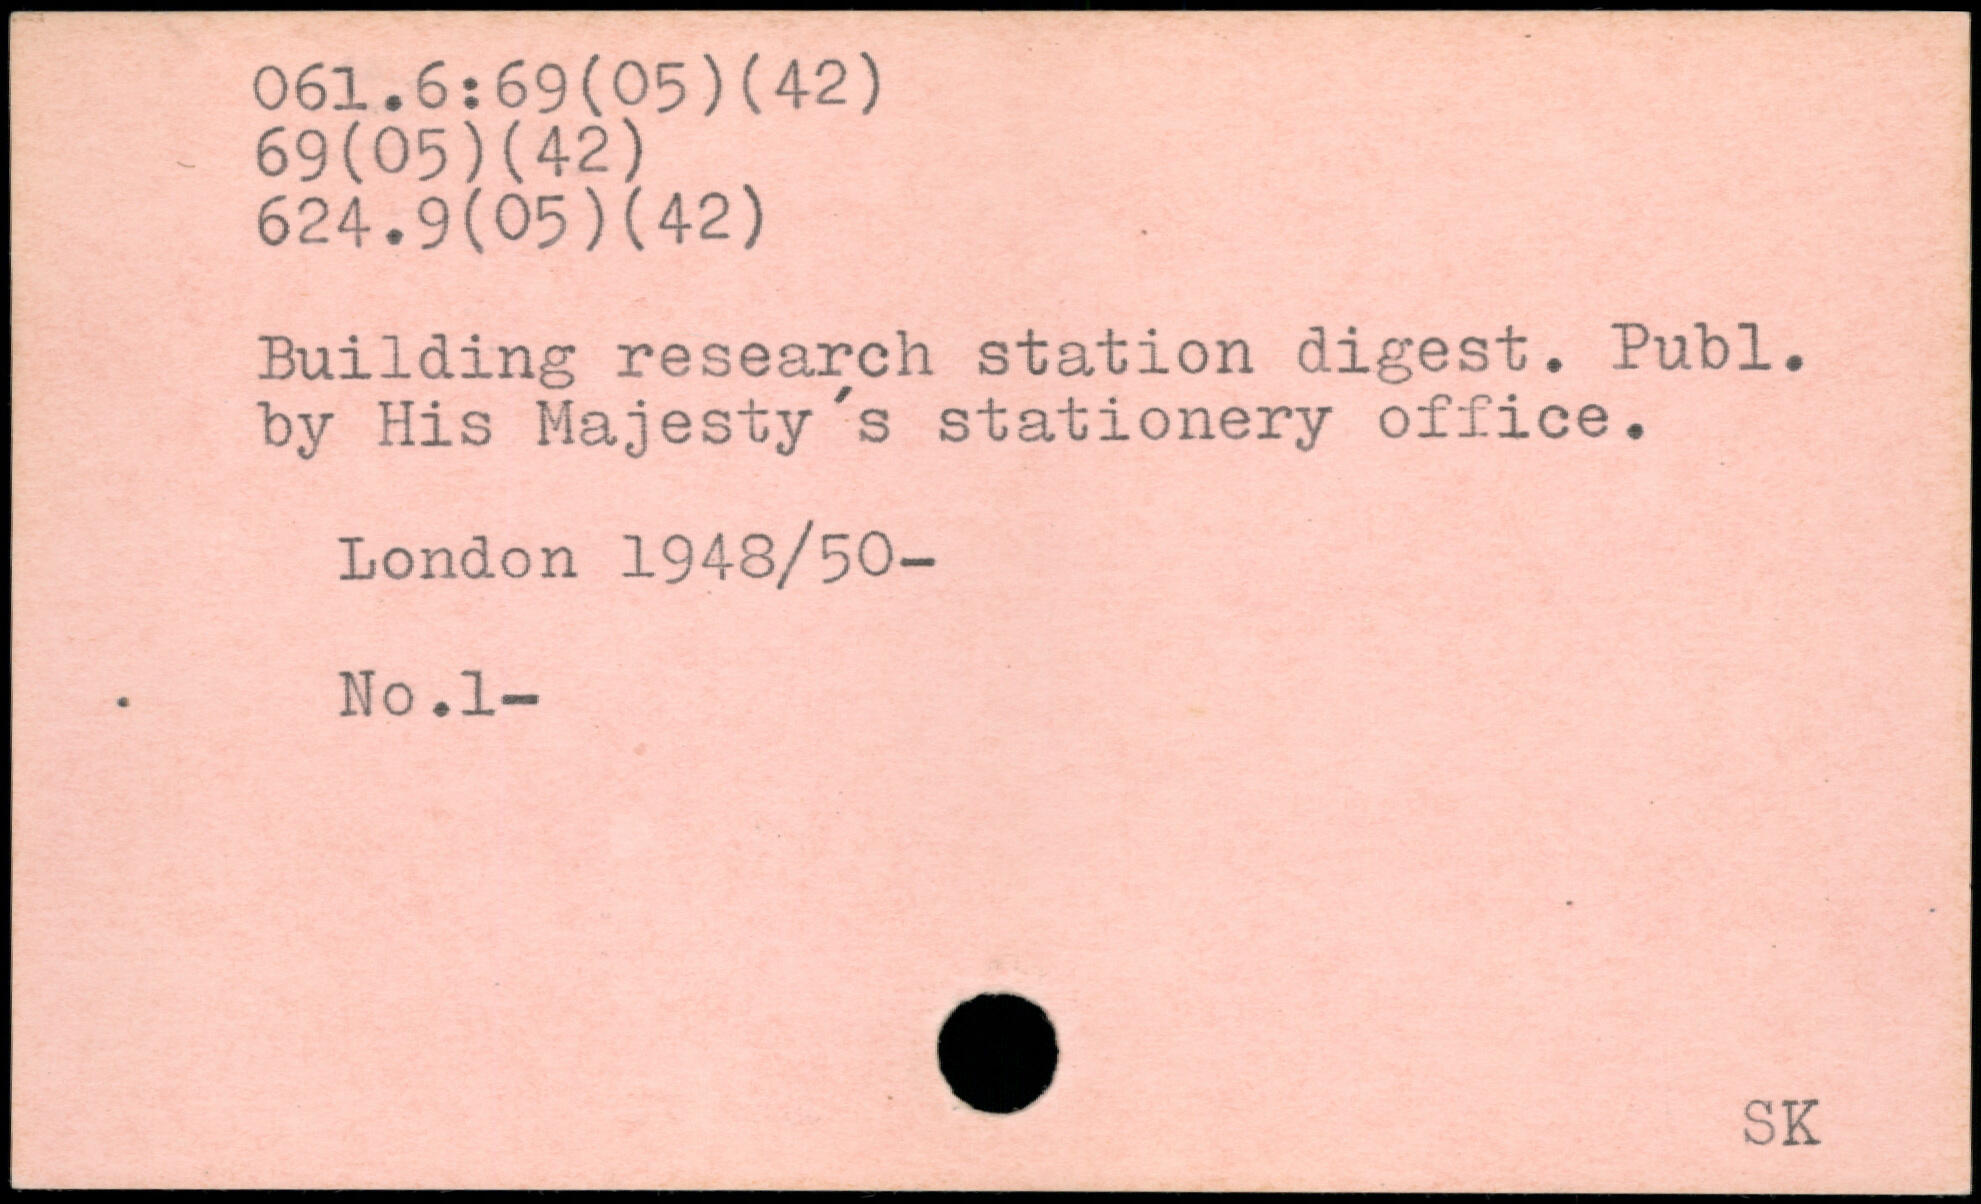 061.6:69(05)(42)
69(05)(42)
624.9(05)(42)
Building research station digest. Publ.
by His Majesty´s stationery office.
London 1948/50-
No.1-
SK